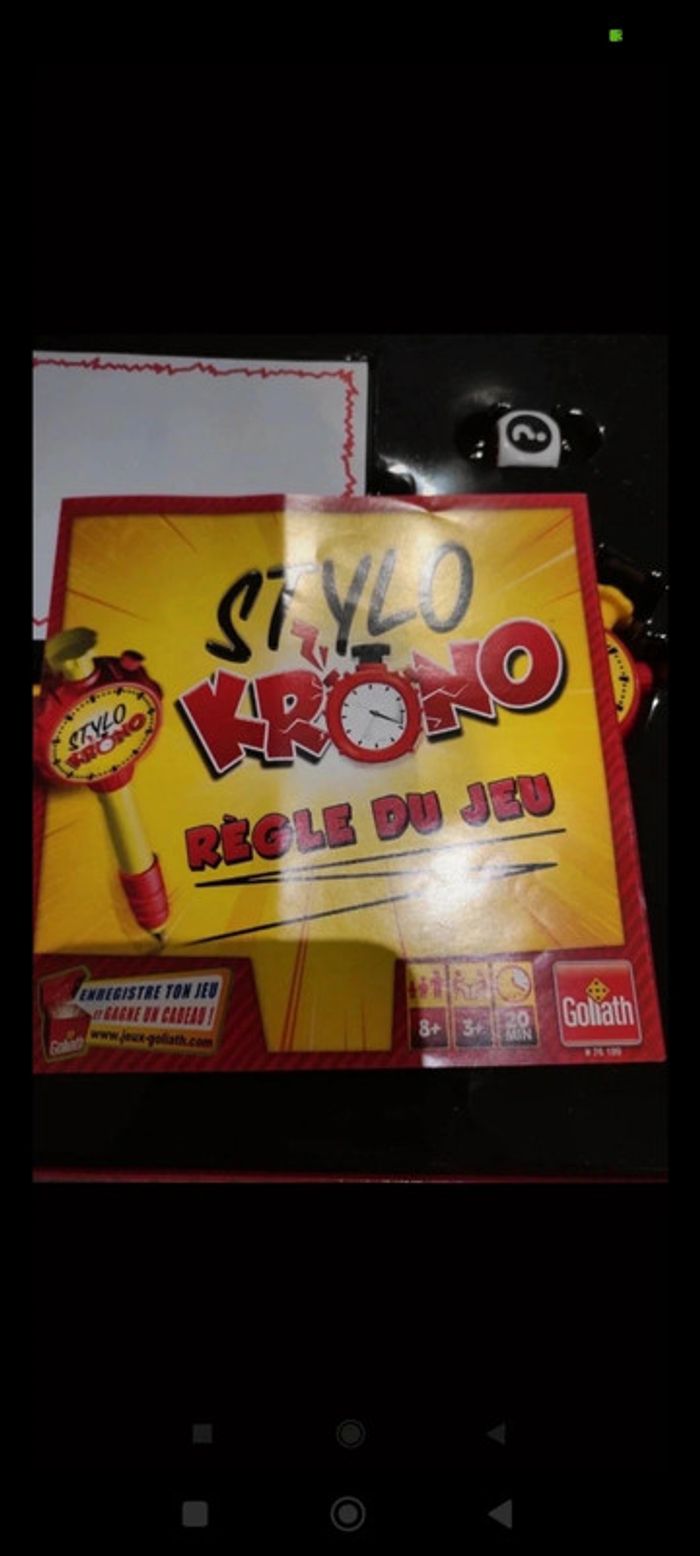 ?
STYLO
KRONO
STYLO
KRONO
RÈGLE DU JEU
ENREGISTRE TON JEU
ET GAGNE UN CADEAU !
www.jeux-goliath.com
Goliath
8+
3+
20
MIN
Goliath